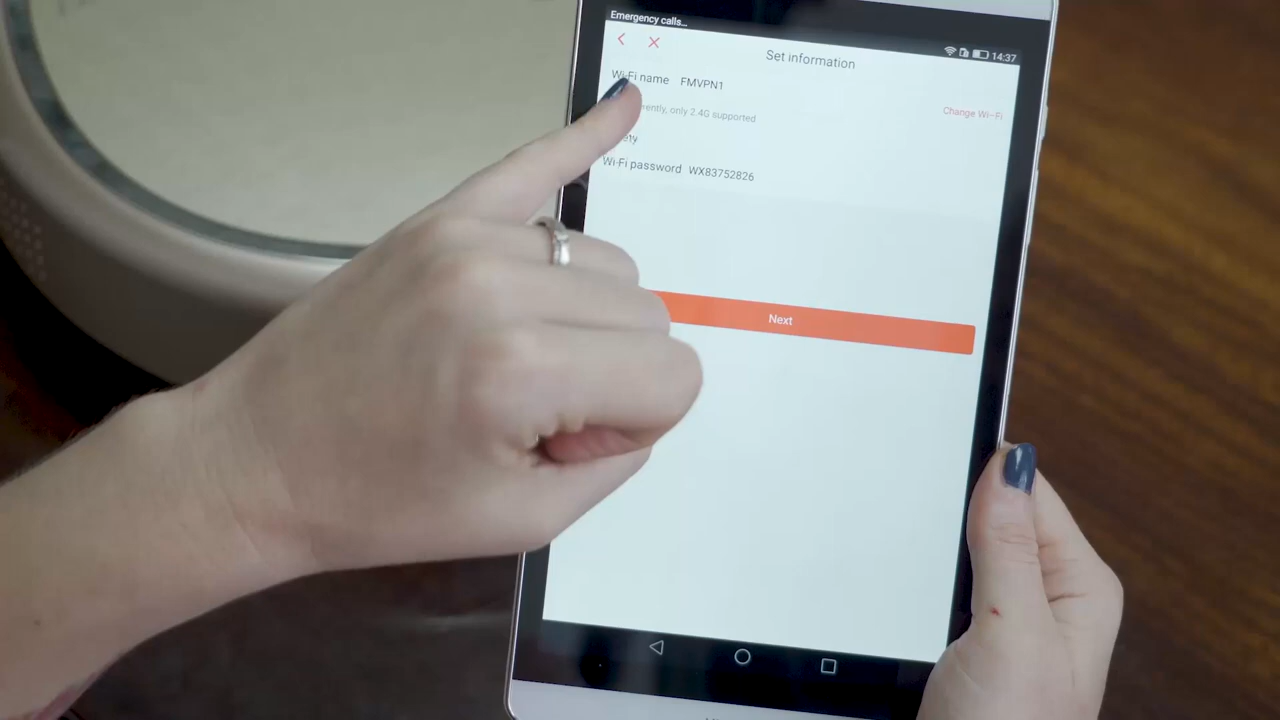 Emergency calls...
14:37
Set information
Wi-Fi name FMVPN1
only 2.4G supported
Change Wi-Fi
Wi-Fi password WX83752826
Next